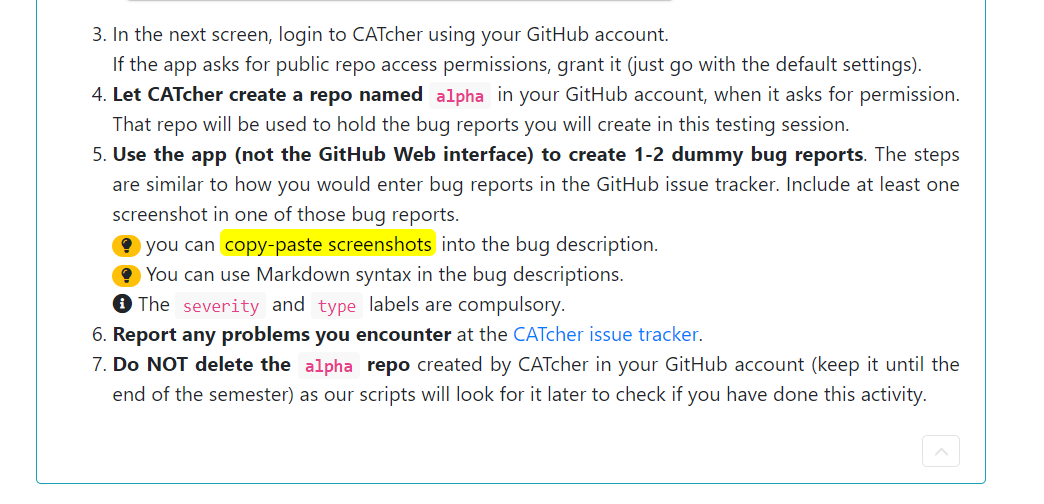 3. In the next screen, login to CATcher using your GitHub account.
If the app asks for public repo access permissions, grant it (just go with the default settings).
4. Let CATcher create a repo named alpha in your GitHub account, when it asks for permission.
That repo will be used to hold the bug reports you will create in this testing session.
5. Use the app (not the GitHub Web interface) to create 1-2 dummy bug reports. The steps
are similar to how you would enter bug reports in the GitHub issue tracker. Include at least one
screenshot in one of those bug reports.
you can copy-paste screenshots into the bug description.
You can use Markdown syntax in the bug descriptions.
The severity and type labels are compulsory.
6. Report any problems you encounter at the CATcher issue tracker.
7. Do NOT delete the alpha repo created by CATcher in your GitHub account (keep it until the
end of the semester) as our scripts will look for it later to check if you have done this activity.